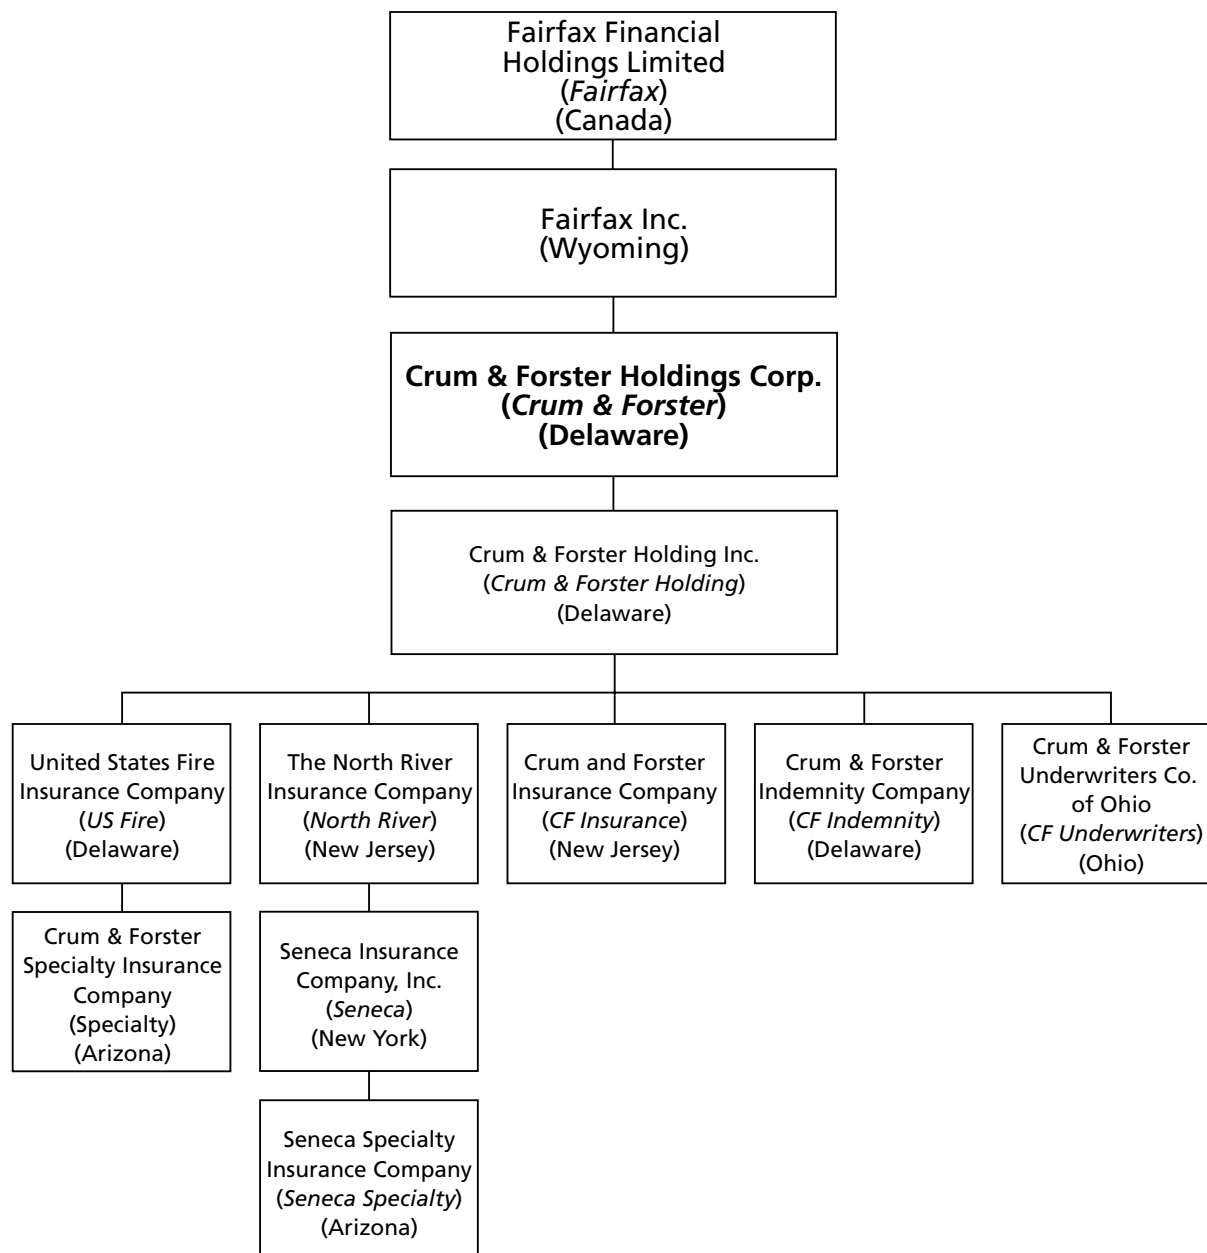 Fairfax Financial
Holdings Limited
(Fairfax)
(Canada)
Fairfax Inc.
(Wyoming)
Crum & Forster Holdings Corp.
(Crum & Forster)
(Delaware)
Crum & Forster Holding Inc.
(Crum & Forster Holding)
(Delaware)
United States Fire
Insurance Company
(US Fire)
(Delaware)
The North River
Insurance Company
(North River)
(New Jersey)
Crum and Forster
Insurance Company
(CF Insurance)
(New Jersey)
Crum & Forster
Indemnity Company
(CF Indemnity)
(Delaware)
Crum & Forster
Underwriters Co.
of Ohio
(CF Underwriters)
(Ohio)
Crum & Forster
Specialty Insurance
Company
(Specialty)
(Arizona)
Seneca Insurance
Company, Inc.
(Seneca)
(New York)
Seneca Specialty
Insurance Company
(Seneca Specialty)
(Arizona)